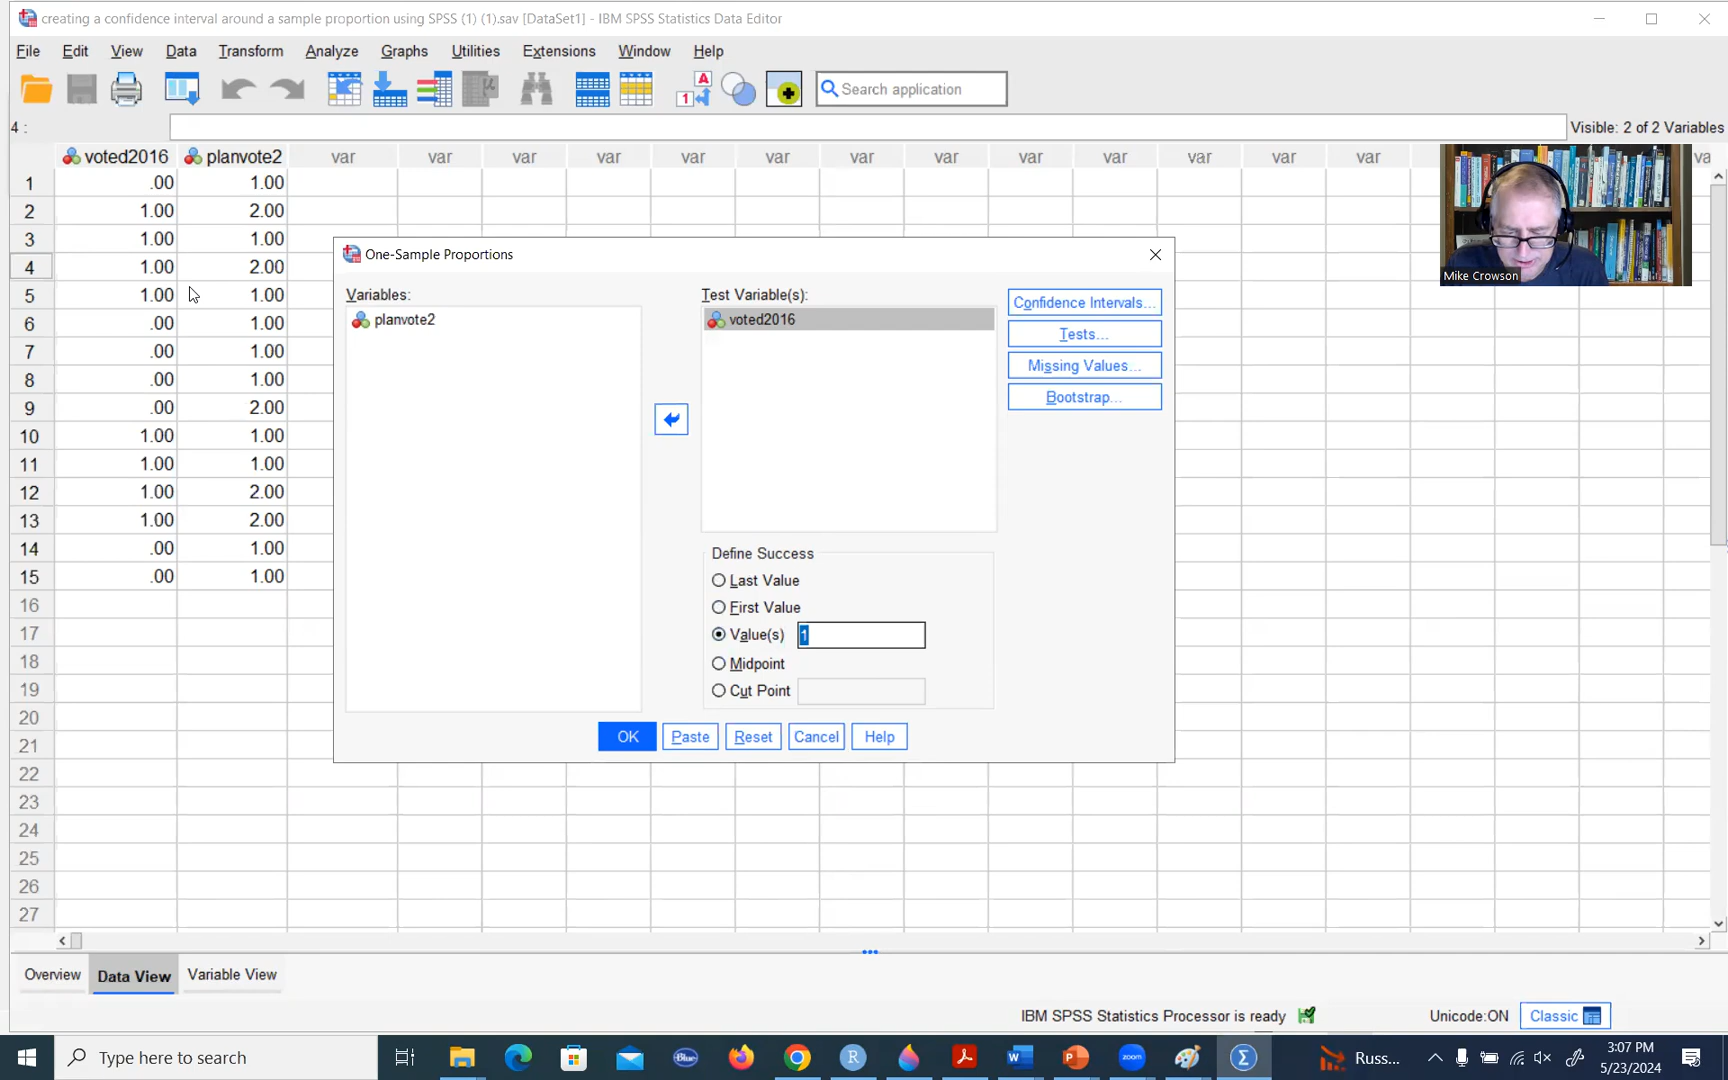 creating a confidence interval around a sample proportion using SPSS (1) (1).sav [DataSet1] - IBM SPSS Statistics Data Editor
File Edit View Data Transform Analyze Graphs Utilities Extensions Window Help
Search application
4 :
Visible: 2 of 2 Variables
voted2016 planvote2 var var var var var var var var var var var var var
1 .00 1.00
2 1.00 2.00
3 1.00 1.00
4 1.00 2.00
5 1.00 1.00
6 .00 1.00
7 .00 1.00
8 .00 1.00
9 .00 2.00
10 1.00 1.00
11 1.00 1.00
12 1.00 2.00
13 1.00 2.00
14 .00 1.00
15 .00 1.00
16
17
18
19
20
21
22
23
24
25
26
27
Mike Crowson
One-Sample Proportions
Variables:
planvote2
Test Variable(s):
voted2016
Confidence Intervals...
Tests...
Missing Values...
Bootstrap...
Define Success
Last Value
First Value
Value(s) 1
Midpoint
Cut Point
OK Paste Reset Cancel Help
Overview Data View Variable View
IBM SPSS Statistics Processor is ready
Unicode:ON
Classic
Type here to search
Blue
zoom
Russ...
3:07 PM
5/23/2024